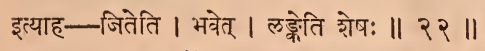 इत्याह—जितेति । भवेत् । लङ्केति शेषः ॥ २२ ॥